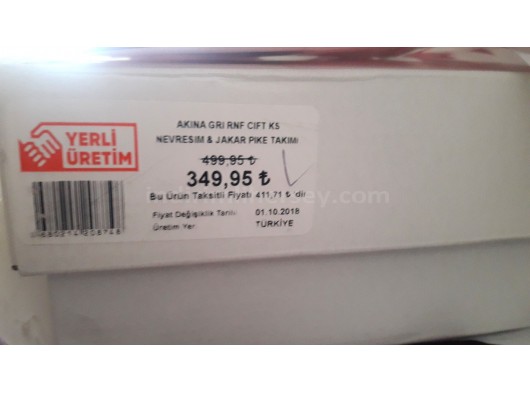 YERLİ
ÜRETİM
AKINA GRI RNF CIFT KS
NEVRESIM & JAKAR PIKE TAKIMI
499,95 ₺
349,95 ₺
Bu Ürün Taksitli Fiyatı 411,71 ₺ dir
Fiyat Değişiklik Tarihi 01.10.2018
Üretim Yeri TÜRKİYE